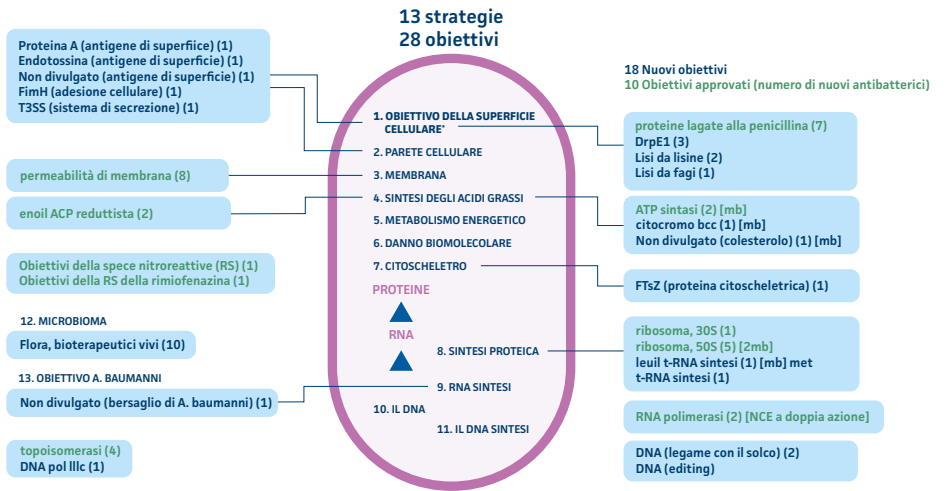 13 strategie
28 obiettivi
18 Nuovi obiettivi
10 Obiettivi approvati (numero di nuovi antibatterici)
Proteina A (antigene di superfiice) (1)
Endotossina (antigene di superficie) (1)
Non divulgato (antigene di superficie) (1)
FimH (adesione cellulare) (1)
T3SS (sistema di secrezione) (1)
permeabilità di membrana (8)
enoil ACP reduttista (2)
Obiettivi della spece nitroreattive (RS) (1)
Obiettivi della RS della rimiofenazina (1)
12. MICROBIOMA
Flora, bioterapeutici vivi (10)
13. OBIETTIVO A. BAUMANNI
Non divulgato (bersaglio di A. baumanni) (1)
topoisomerasi (4)
DNA pol lllc (1)
1. OBIETTIVO DELLA SUPERFICIE
CELLULARE*
2. PARETE CELLULARE
3. MEMBRANA
4. SINTESI DEGLI ACIDI GRASSI
5. METABOLISMO ENERGETICO
6. DANNO BIOMOLECOLARE
7. CITOSCHELETRO
PROTEINE
RNA
8. SINTESI PROTEICA
9. RNA SINTESI
10. IL DNA
11. IL DNA SINTESI
proteine lagate alla penicillina (7)
DrpE1 (3)
Lisi da lisine (2)
Lisi da fagi (1)
ATP sintasi (2) [mb]
citocromo bcc (1) [mb]
Non divulgato (colesterolo) (1) [mb]
FTsZ (proteina citoscheletrica) (1)
ribosoma, 30S (1)
ribosoma, 50S (5) [2mb]
leuil t-RNA sintesi (1) [mb] met
t-RNA sintesi (1)
RNA polimerasi (2) [NCE a doppia azione]
DNA (legame con il solco) (2)
DNA (editing)